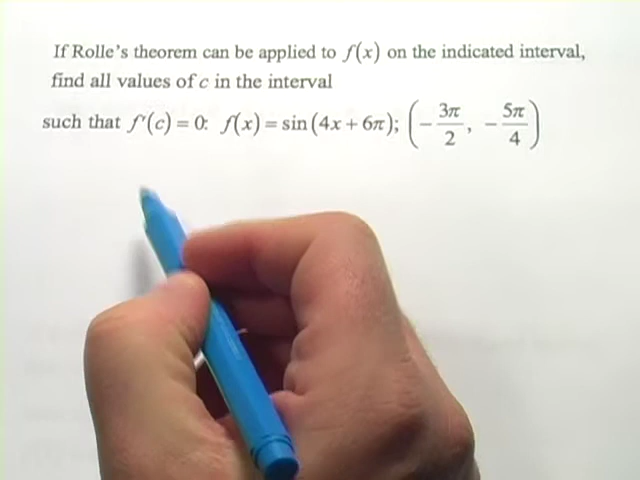 If Rolle's theorem can be applied to f(x) on the indicated interval,
find all values of c in the interval
such that f'(c) = 0:  f(x) = sin(4x + 6π); (-3π/2, -5π/4)